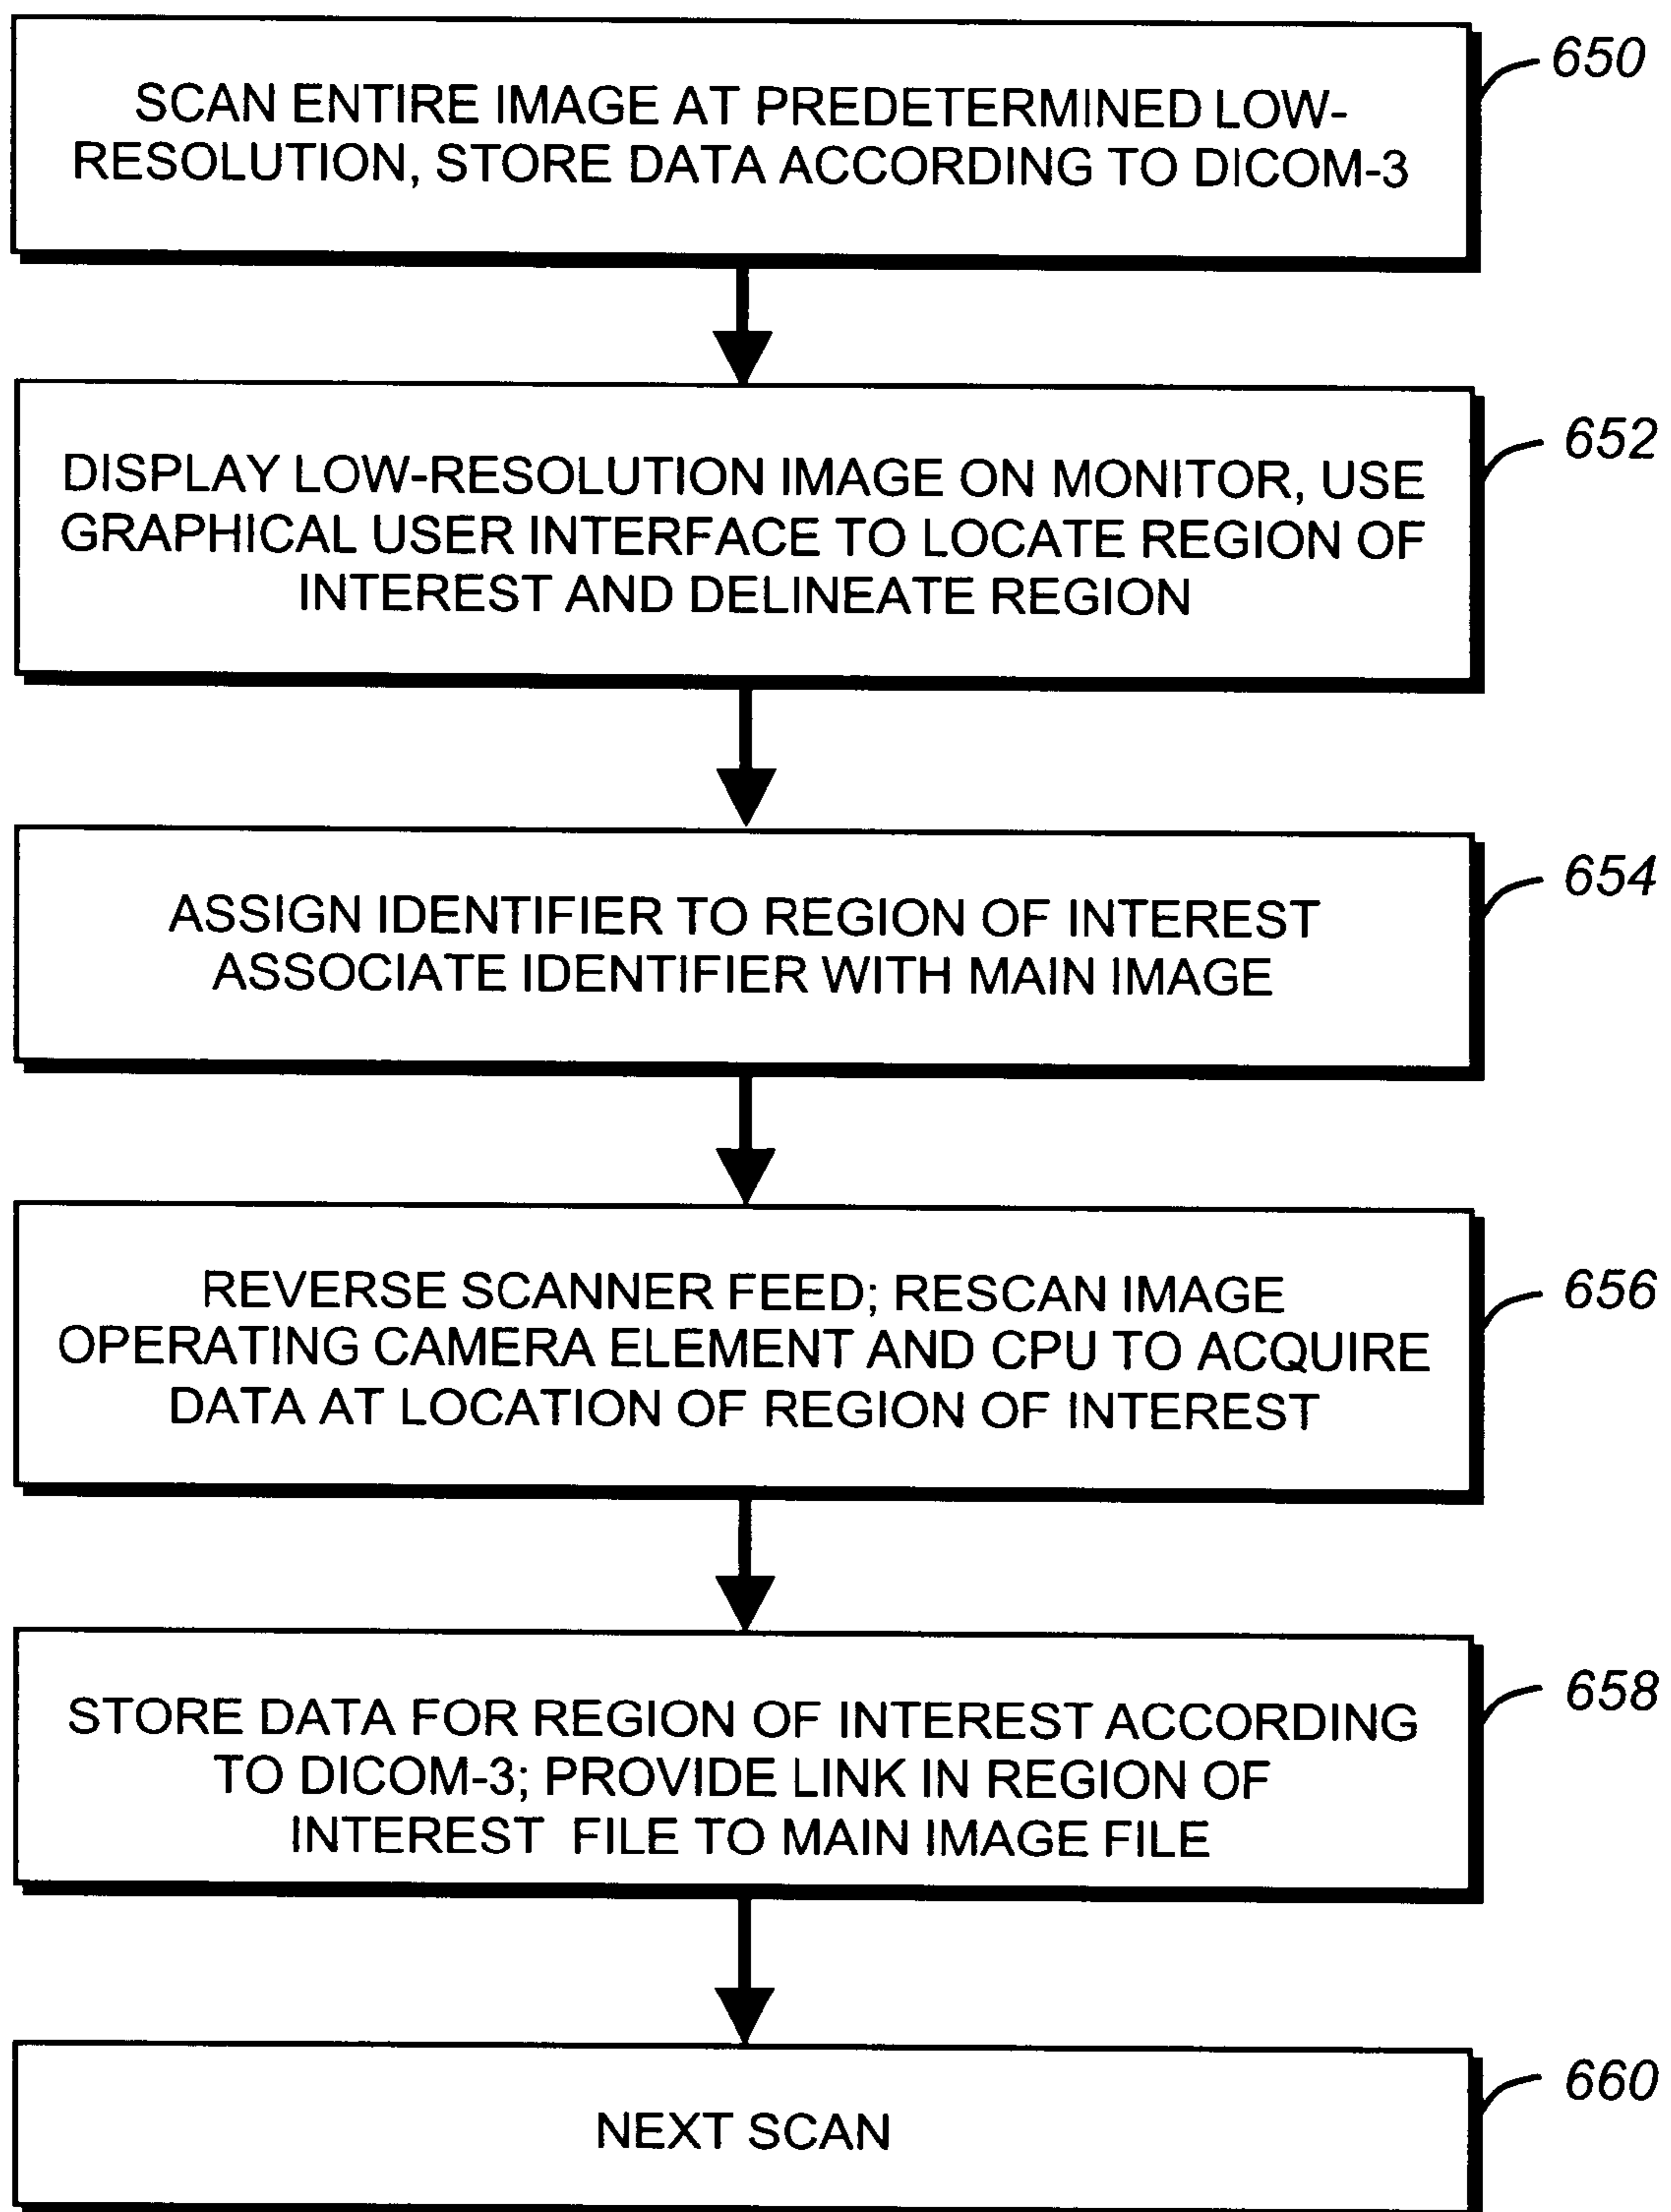 650
SCAN ENTIRE IMAGE AT PREDETERMINED LOW-
RESOLUTION, STORE DATA ACCORDING TO DICOM-3
652
DISPLAY LOW-RESOLUTION IMAGE ON MONITOR, USE
GRAPHICAL USER INTERFACE TO LOCATE REGION OF
INTEREST AND DELINEATE REGION
654
ASSIGN IDENTIFIER TO REGION OF INTEREST
ASSOCIATE IDENTIFIER WITH MAIN IMAGE
656
REVERSE SCANNER FEED; RESCAN IMAGE
OPERATING CAMERA ELEMENT AND CPU TO ACQUIRE
DATA AT LOCATION OF REGION OF INTEREST
658
STORE DATA FOR REGION OF INTEREST ACCORDING
TO DICOM-3; PROVIDE LINK IN REGION OF
INTEREST FILE TO MAIN IMAGE FILE
660
NEXT SCAN